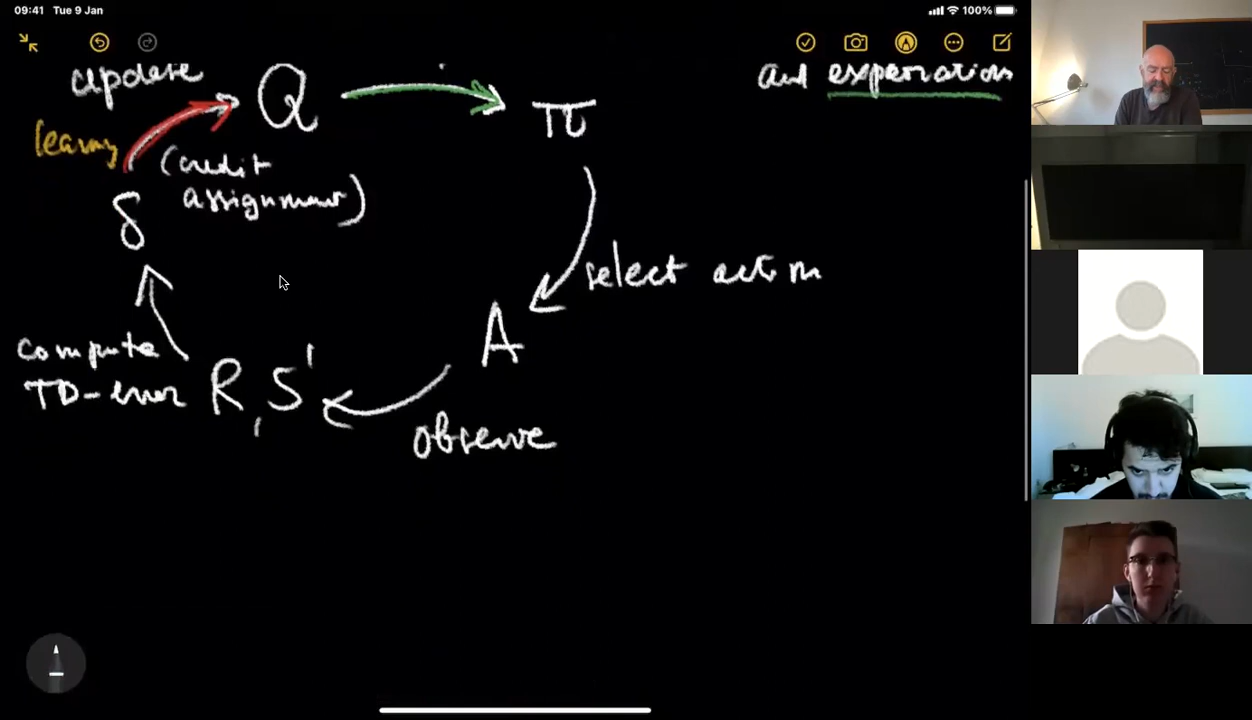 09:41 Tue 9 Jan
100%
update
Q
π
and exploration
learning
(credit
assignment)
δ
select action
A
compute
TD-error
R, S'
observe